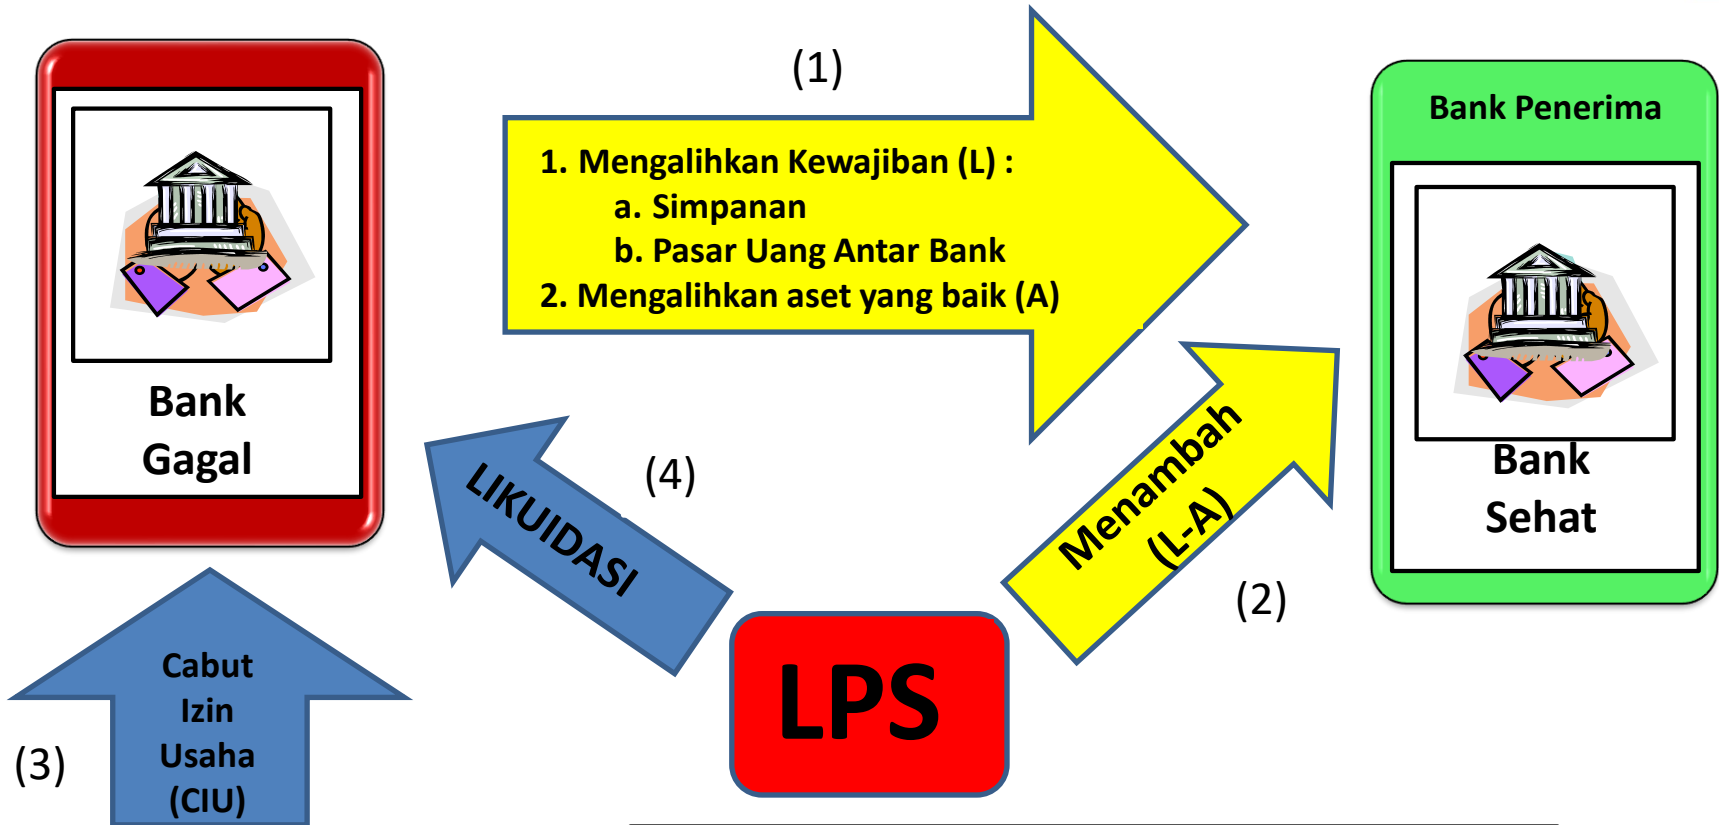 (1)
Bank Penerima
1. Mengalihkan Kewajiban (L) :
a. Simpanan
b. Pasar Uang Antar Bank
2. Mengalihkan aset yang baik (A)
Bank
Gagal
Bank
Sehat
LIKUIDASI
(4)
Menambah
(L-A)
(2)
LPS
Cabut
Izin
Usaha
(CIU)
(3)